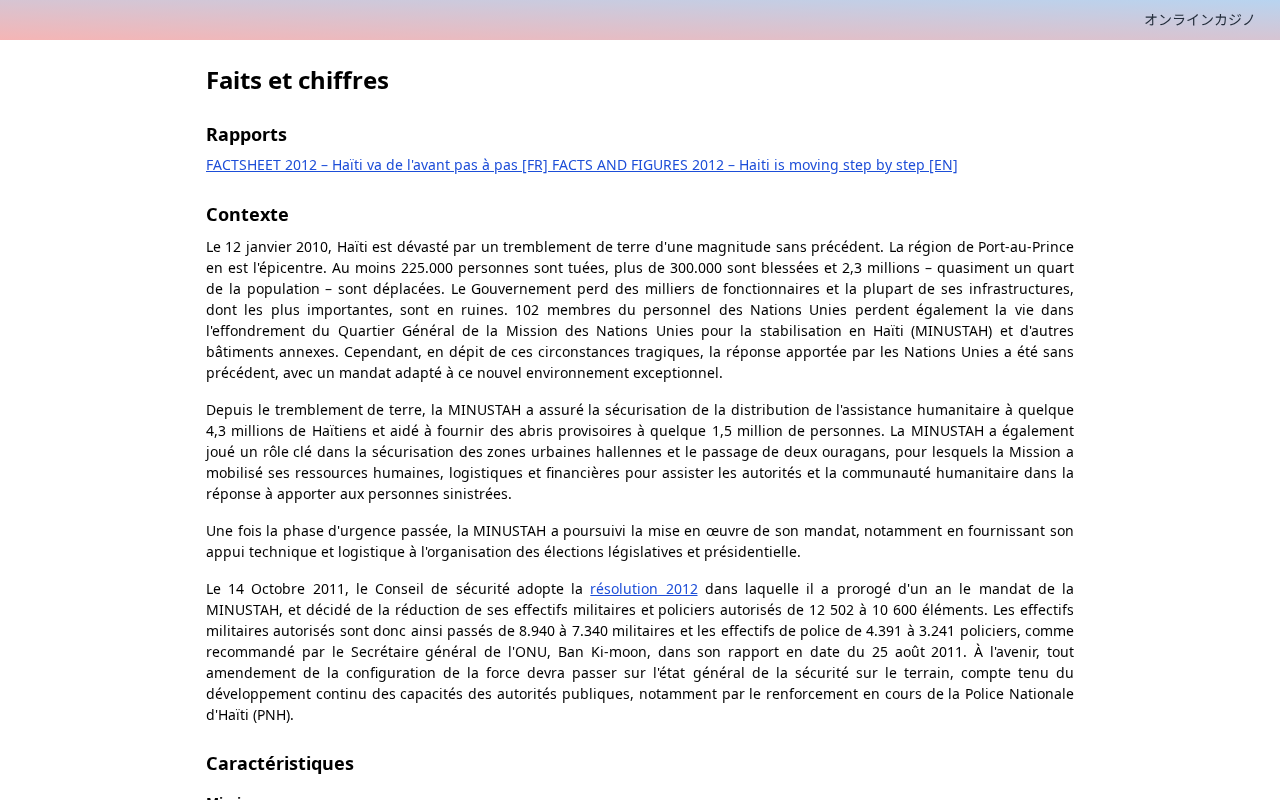 オンラインカジノ
Faits et chiffres
Rapports
FACTSHEET 2012 – Haïti va de l'avant pas à pas [FR] FACTS AND FIGURES 2012 – Haiti is moving step by step [EN]
Contexte
Le 12 janvier 2010, Haïti est dévasté par un tremblement de terre d'une magnitude sans précédent. La région de Port-au-Prince
en est l'épicentre. Au moins 225.000 personnes sont tuées, plus de 300.000 sont blessées et 2,3 millions – quasiment un quart
de la population – sont déplacées. Le Gouvernement perd des milliers de fonctionnaires et la plupart de ses infrastructures,
dont les plus importantes, sont en ruines. 102 membres du personnel des Nations Unies perdent également la vie dans
l'effondrement du Quartier Général de la Mission des Nations Unies pour la stabilisation en Haïti (MINUSTAH) et d'autres
bâtiments annexes. Cependant, en dépit de ces circonstances tragiques, la réponse apportée par les Nations Unies a été sans
précédent, avec un mandat adapté à ce nouvel environnement exceptionnel.
Depuis le tremblement de terre, la MINUSTAH a assuré la sécurisation de la distribution de l'assistance humanitaire à quelque
4,3 millions de Haïtiens et aidé à fournir des abris provisoires à quelque 1,5 million de personnes. La MINUSTAH a également
joué un rôle clé dans la sécurisation des zones urbaines hallennes et le passage de deux ouragans, pour lesquels la Mission a
mobilisé ses ressources humaines, logistiques et financières pour assister les autorités et la communauté humanitaire dans la
réponse à apporter aux personnes sinistrées.
Une fois la phase d'urgence passée, la MINUSTAH a poursuivi la mise en œuvre de son mandat, notamment en fournissant son
appui technique et logistique à l'organisation des élections législatives et présidentielle.
Le 14 Octobre 2011, le Conseil de sécurité adopte la résolution 2012 dans laquelle il a prorogé d'un an le mandat de la
MINUSTAH, et décidé de la réduction de ses effectifs militaires et policiers autorisés de 12 502 à 10 600 éléments. Les effectifs
militaires autorisés sont donc ainsi passés de 8.940 à 7.340 militaires et les effectifs de police de 4.391 à 3.241 policiers, comme
recommandé par le Secrétaire général de l'ONU, Ban Ki-moon, dans son rapport en date du 25 août 2011. À l'avenir, tout
amendement de la configuration de la force devra passer sur l'état général de la sécurité sur le terrain, compte tenu du
développement continu des capacités des autorités publiques, notamment par le renforcement en cours de la Police Nationale
d'Haïti (PNH).
Caractéristiques